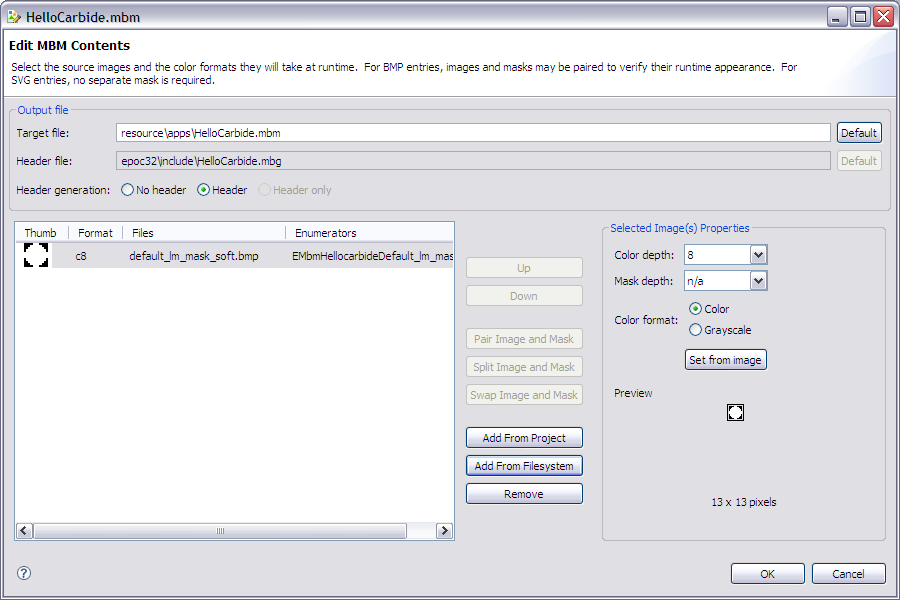 HelloCarbide.mbm
Edit MBM Contents
Select the source images and the color formats they will take at runtime.  For BMP entries, images and masks may be paired to verify their runtime appearance.  For
SVG entries, no separate mask is required.
Output file
Target file: resource\apps\HelloCarbide.mbm Default
Header file: epoc32\include\HelloCarbide.mbg Default
Header generation: No header Header Header only
Thumb Format Files Enumerators
c8 default_lm_mask_soft.bmp EMbmHellocarbideDefault_lm_mas
Up
Down
Pair Image and Mask
Split Image and Mask
Swap Image and Mask
Add From Project
Add From Filesystem
Remove
Selected Image(s) Properties
Color depth: 8
Mask depth: n/a
Color format: Color
Grayscale
Set from image
Preview
13 x 13 pixels
? OK Cancel